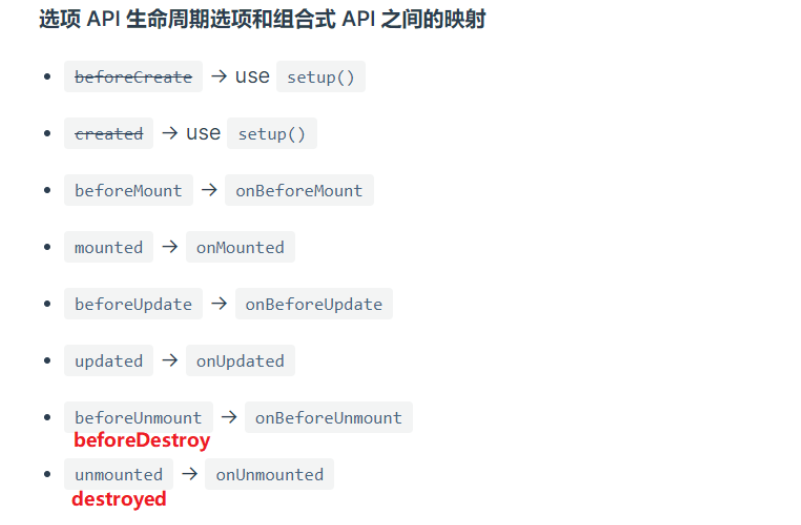 选项 API 生命周期选项和组合式 API 之间的映射
beforeCreate → use setup()
created → use setup()
beforeMount → onBeforeMount
mounted → onMounted
beforeUpdate → onBeforeUpdate
updated → onUpdated
beforeUnmount → onBeforeUnmount
beforeDestroy
unmounted → onUnmounted
destroyed